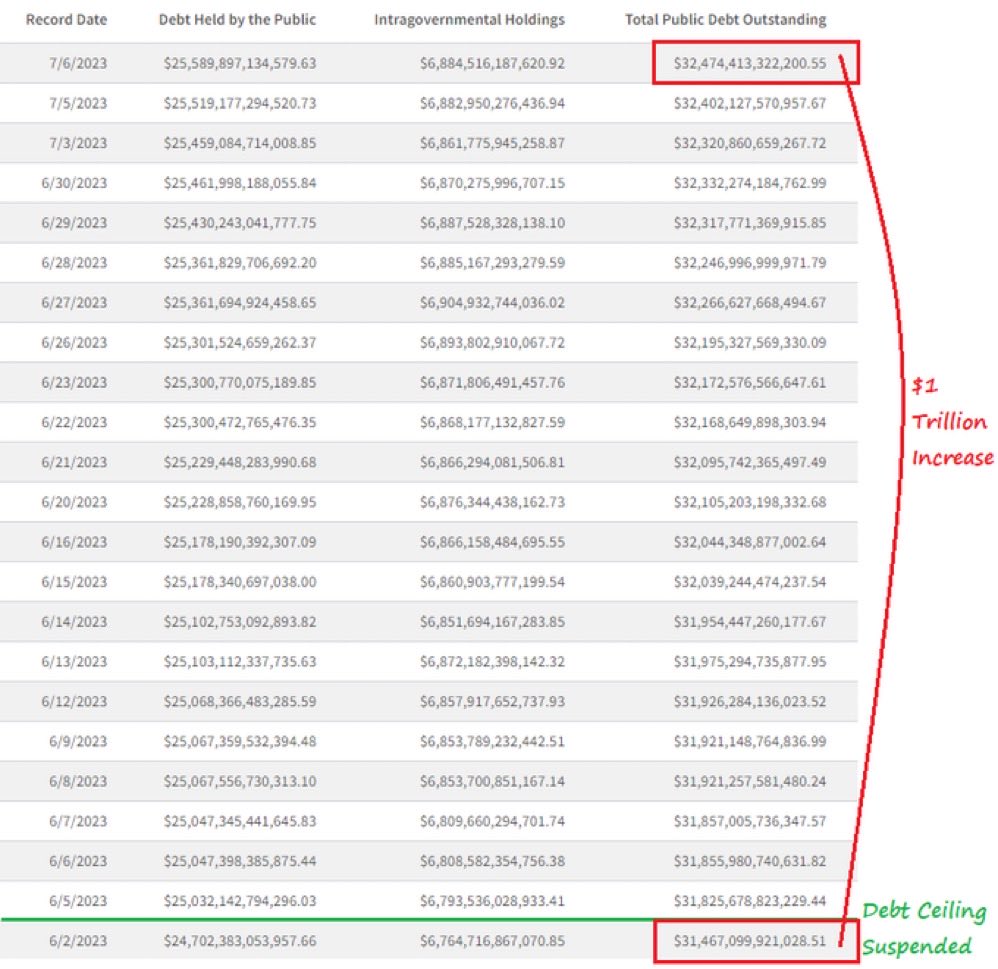 Record Date Debt Held by the Public Intragovernmental Holdings Total Public Debt Outstanding
7/6/2023 $25,589,897,134,579.63 $6,884,516,187,620.92 $32,474,413,322,200.55
7/5/2023 $25,519,177,294,520.73 $6,882,950,276,436.94 $32,402,127,570,957.67
7/3/2023 $25,459,084,714,008.85 $6,861,775,945,258.87 $32,320,860,659,267.72
6/30/2023 $25,461,998,188,055.84 $6,870,275,996,707.15 $32,332,274,184,762.99
6/29/2023 $25,430,243,041,777.75 $6,887,528,328,138.10 $32,317,771,369,915.85
6/28/2023 $25,361,829,706,692.20 $6,885,167,293,279.59 $32,246,996,999,971.79
6/27/2023 $25,361,694,924,458.65 $6,904,932,744,036.02 $32,266,627,668,494.67
6/26/2023 $25,301,524,659,262.37 $6,893,802,910,067.72 $32,195,327,569,330.09
6/23/2023 $25,300,770,075,189.85 $6,871,806,491,457.76 $32,172,576,566,647.61
6/22/2023 $25,300,472,765,476.35 $6,868,177,132,827.59 $32,168,649,898,303.94
6/21/2023 $25,229,448,283,990.68 $6,866,294,081,506.81 $32,095,742,365,497.49
6/20/2023 $25,228,858,760,169.95 $6,876,344,438,162.73 $32,105,203,198,332.68
6/16/2023 $25,178,190,392,307.09 $6,866,158,484,695.55 $32,044,348,877,002.64
6/15/2023 $25,178,340,697,038.00 $6,860,903,777,199.54 $32,039,244,474,237.54
6/14/2023 $25,102,753,092,893.82 $6,851,694,167,283.85 $31,954,447,260,177.67
6/13/2023 $25,103,112,337,735.63 $6,872,182,398,142.32 $31,975,294,735,877.95
6/12/2023 $25,068,366,483,285.59 $6,857,917,652,737.93 $31,926,284,136,023.52
6/9/2023 $25,067,359,532,394.48 $6,853,789,232,442.51 $31,921,148,764,836.99
6/8/2023 $25,067,556,730,313.10 $6,853,700,851,167.14 $31,921,257,581,480.24
6/7/2023 $25,047,345,441,645.83 $6,809,660,294,701.74 $31,857,005,736,347.57
6/6/2023 $25,047,398,385,875.44 $6,808,582,354,756.38 $31,855,980,740,631.82
6/5/2023 $25,032,142,794,296.03 $6,793,536,028,933.41 $31,825,678,823,229.44
6/2/2023 $24,702,383,053,957.66 $6,764,716,867,070.85 $31,467,099,921,028.51
$1
Trillion
Increase
Debt Ceiling
Suspended